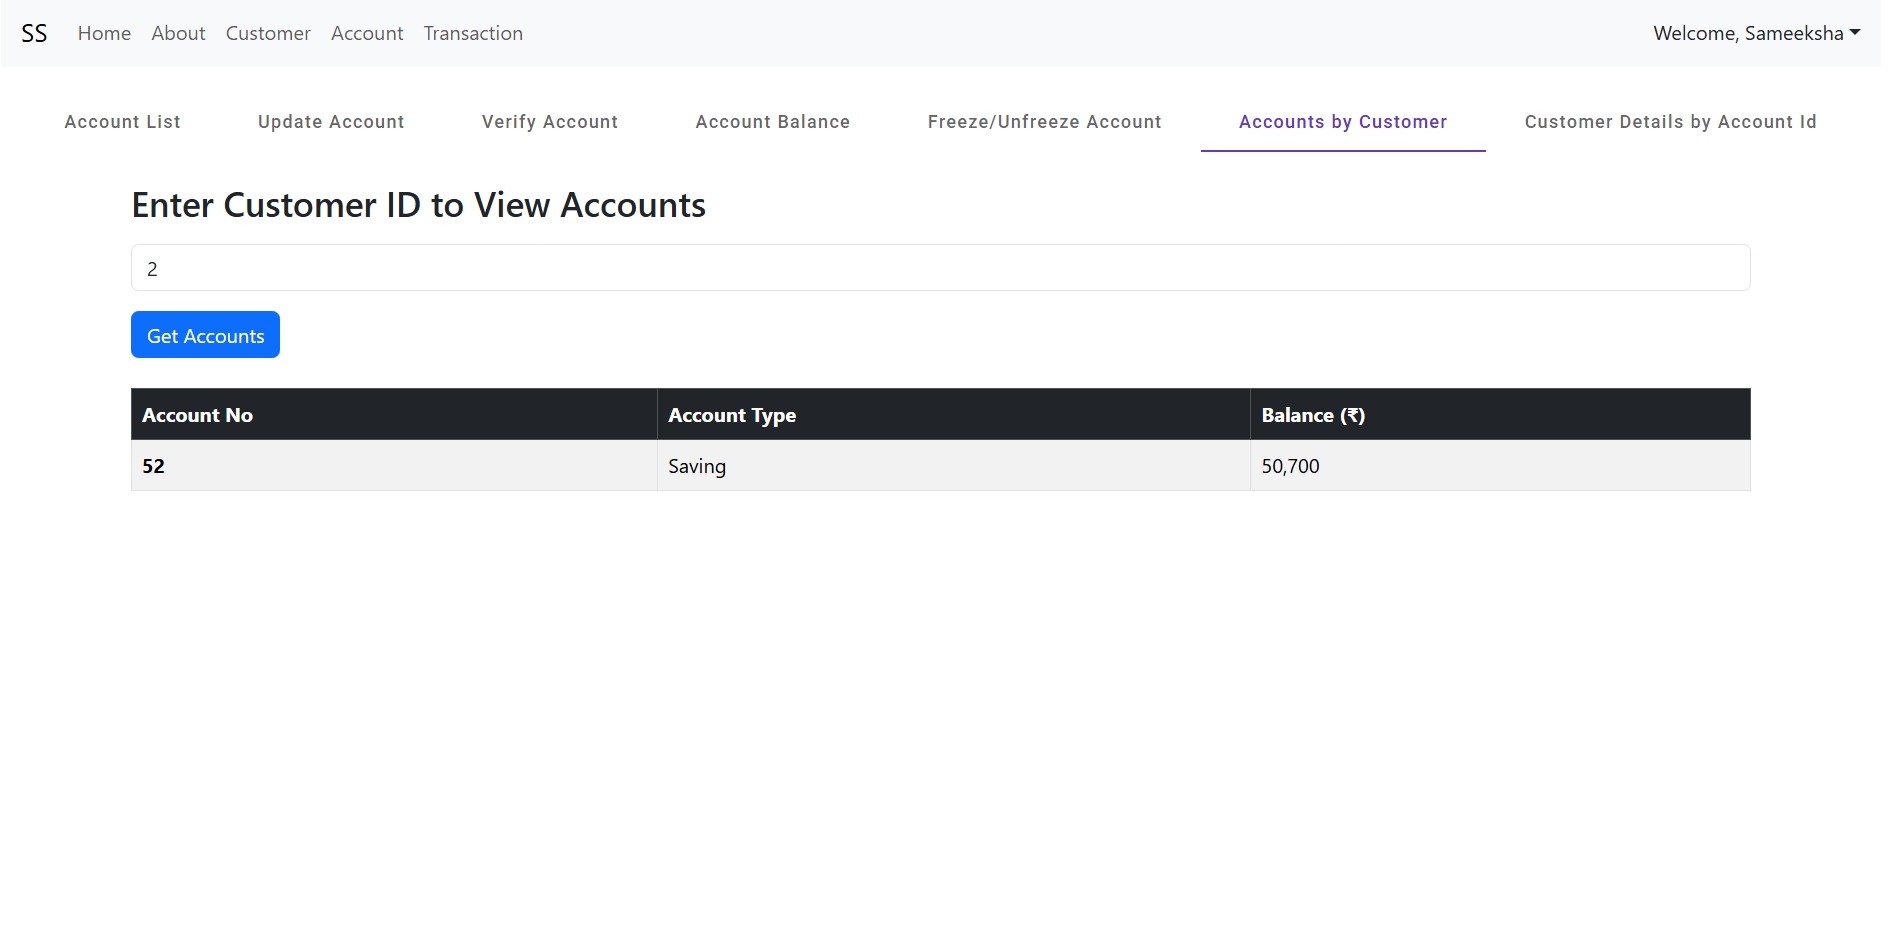 SS Home About Customer Account Transaction Welcome, Sameeksha
Account List Update Account Verify Account Account Balance Freeze/Unfreeze Account Accounts by Customer Customer Details by Account Id
Enter Customer ID to View Accounts
2
Get Accounts
Account No Account Type Balance (₹)
52 Saving 50,700